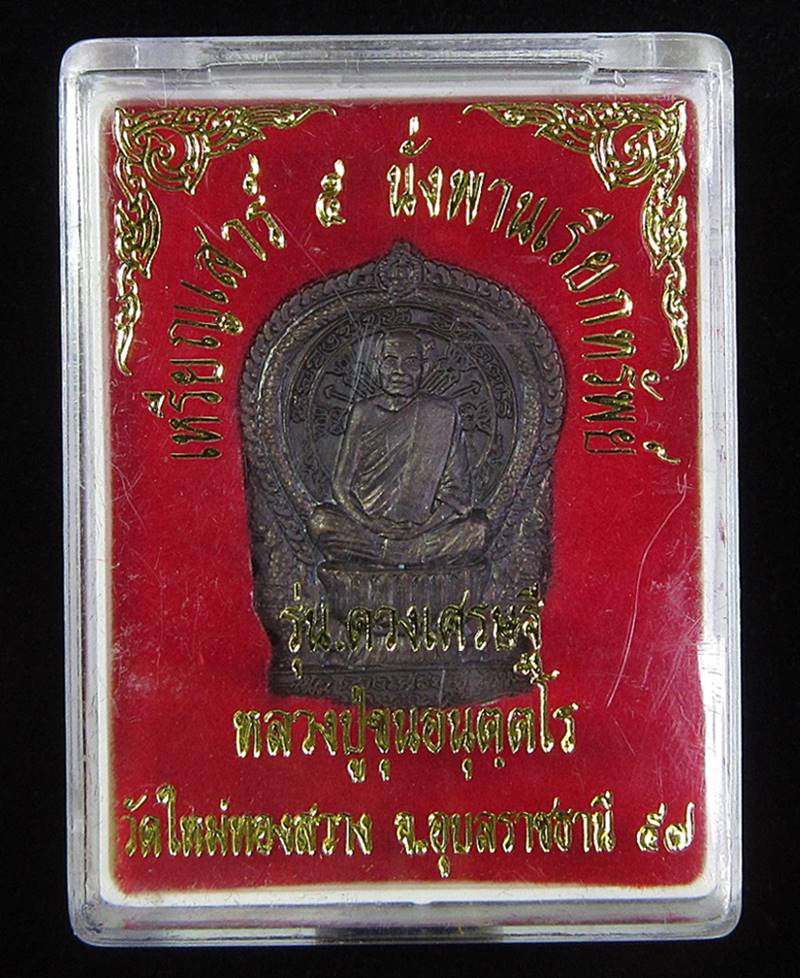 เหรียญเสาร์ ๕ นั่งพานเรียกทรัพย์
รุ่น.ดวงเศรษฐี
หลวงปู่ขุนอนุตฺตโร
วัดใหม่ทองสว่าง จ.อุบลราชธานี ๕๗